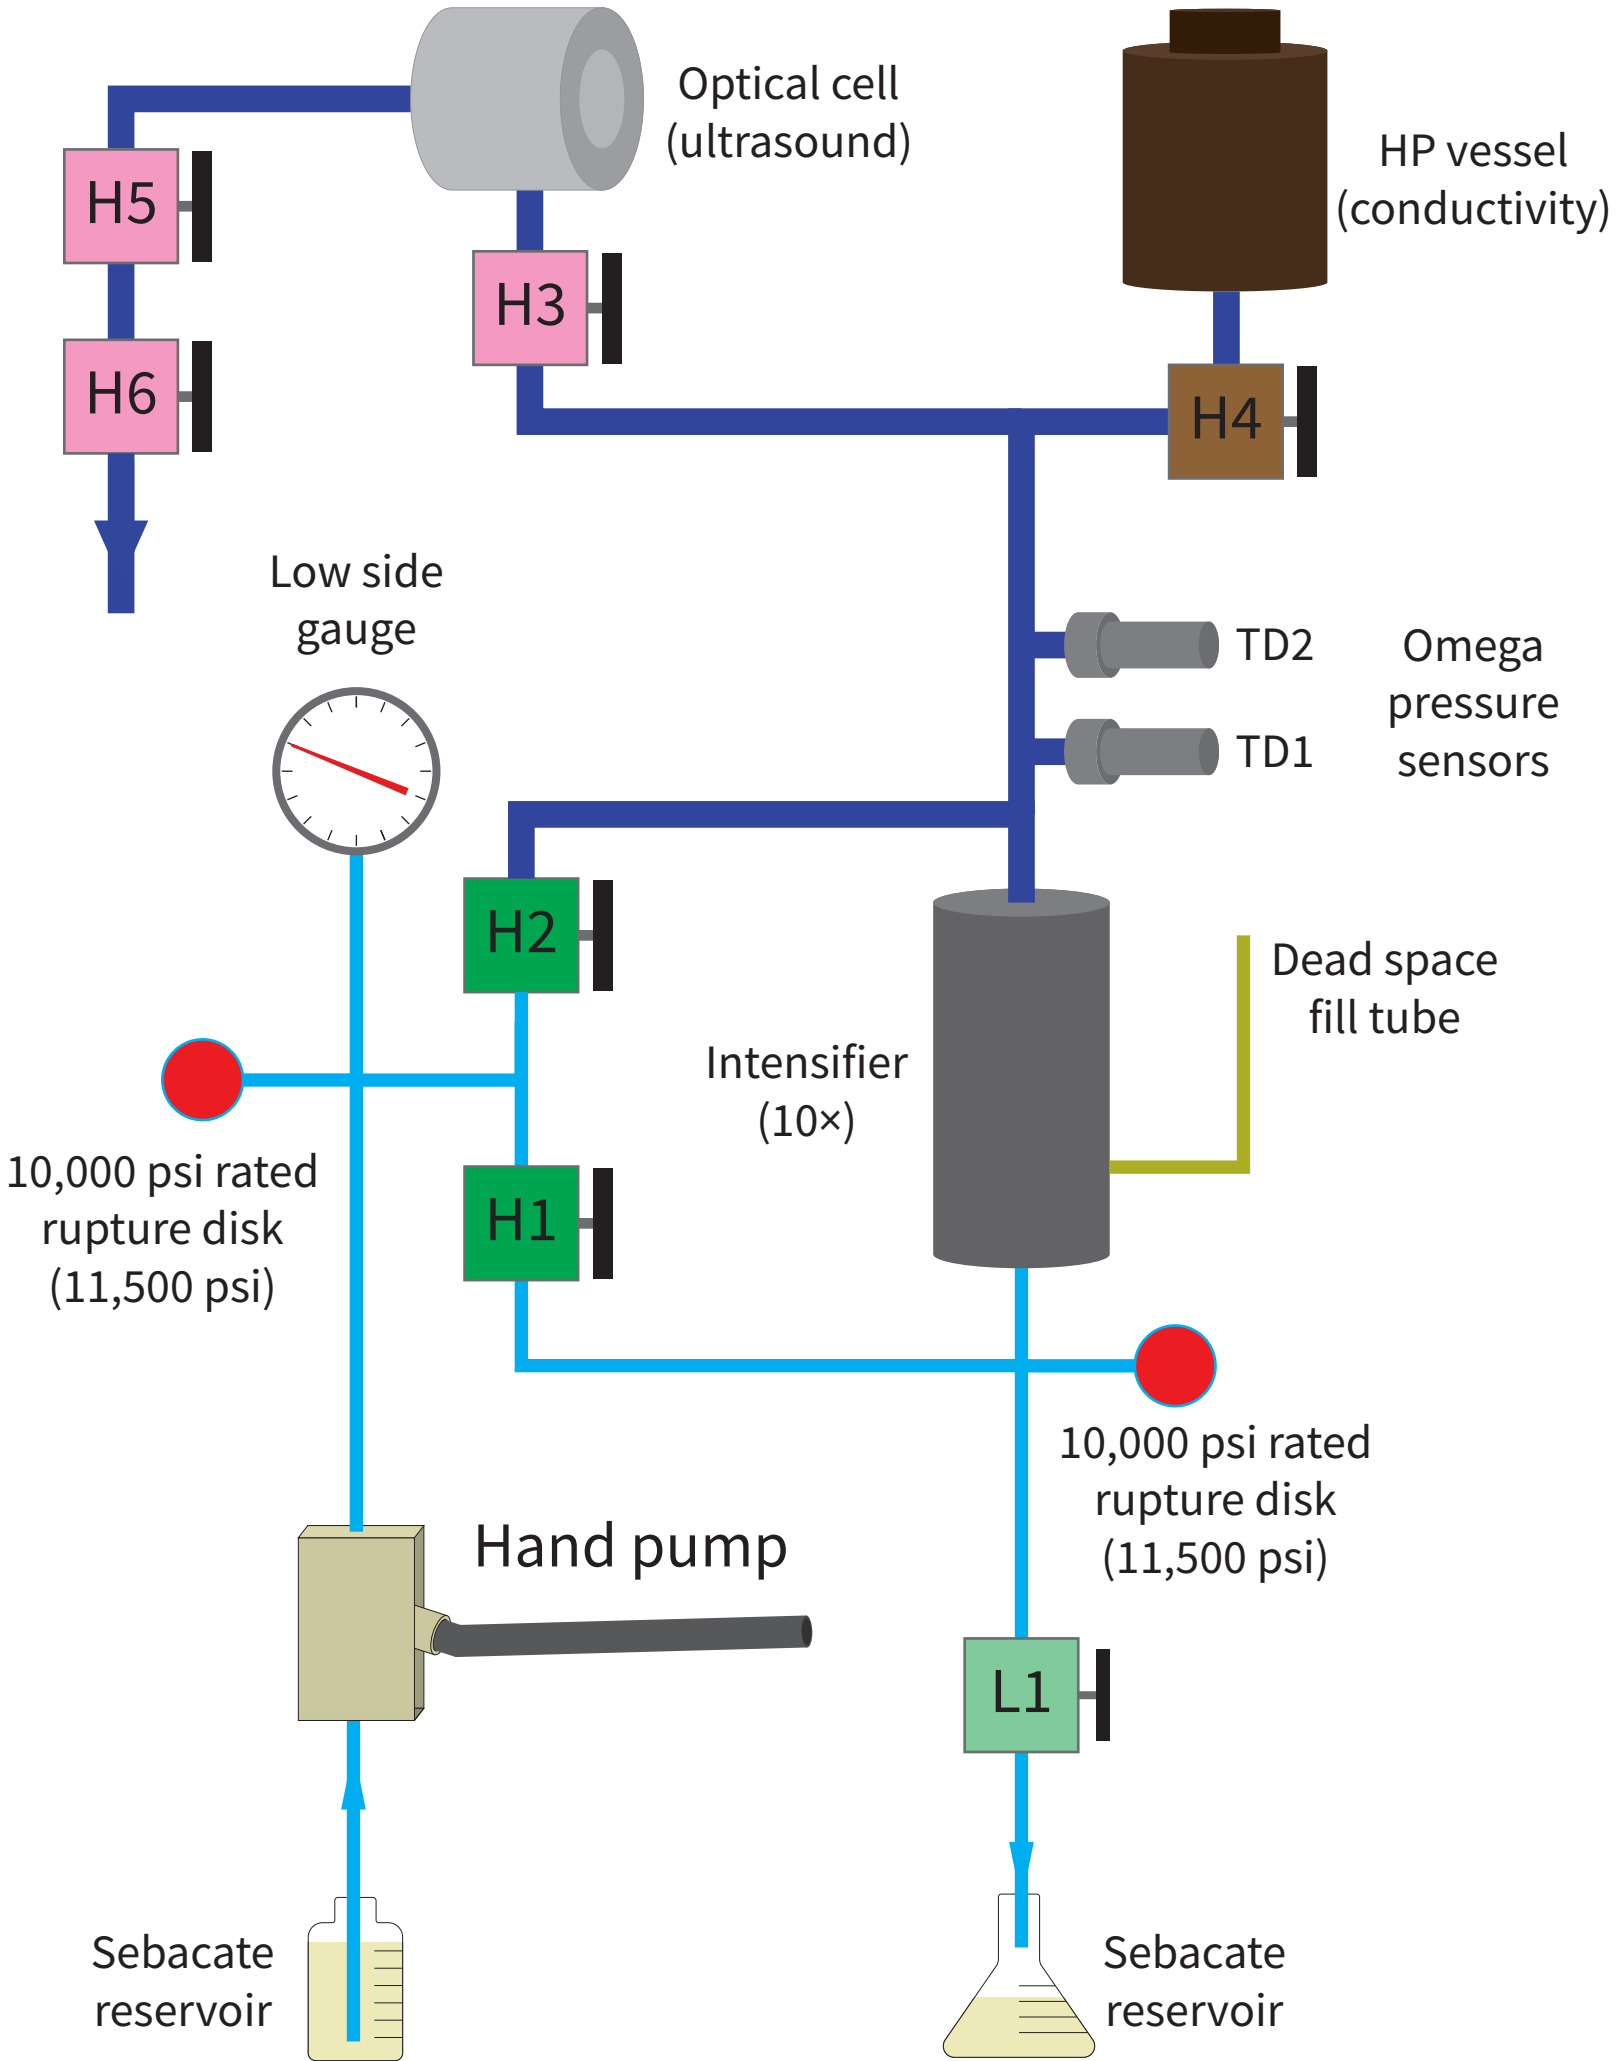 Optical cell
(ultrasound)
HP vessel
(conductivity)
H5
H3
H6
H4
Low side
gauge
TD2
TD1
Omega
pressure
sensors
H2
Dead space
fill tube
Intensifier
(10×)
10,000 psi rated
rupture disk
(11,500 psi)
H1
10,000 psi rated
rupture disk
(11,500 psi)
Hand pump
L1
Sebacate
reservoir
Sebacate
reservoir